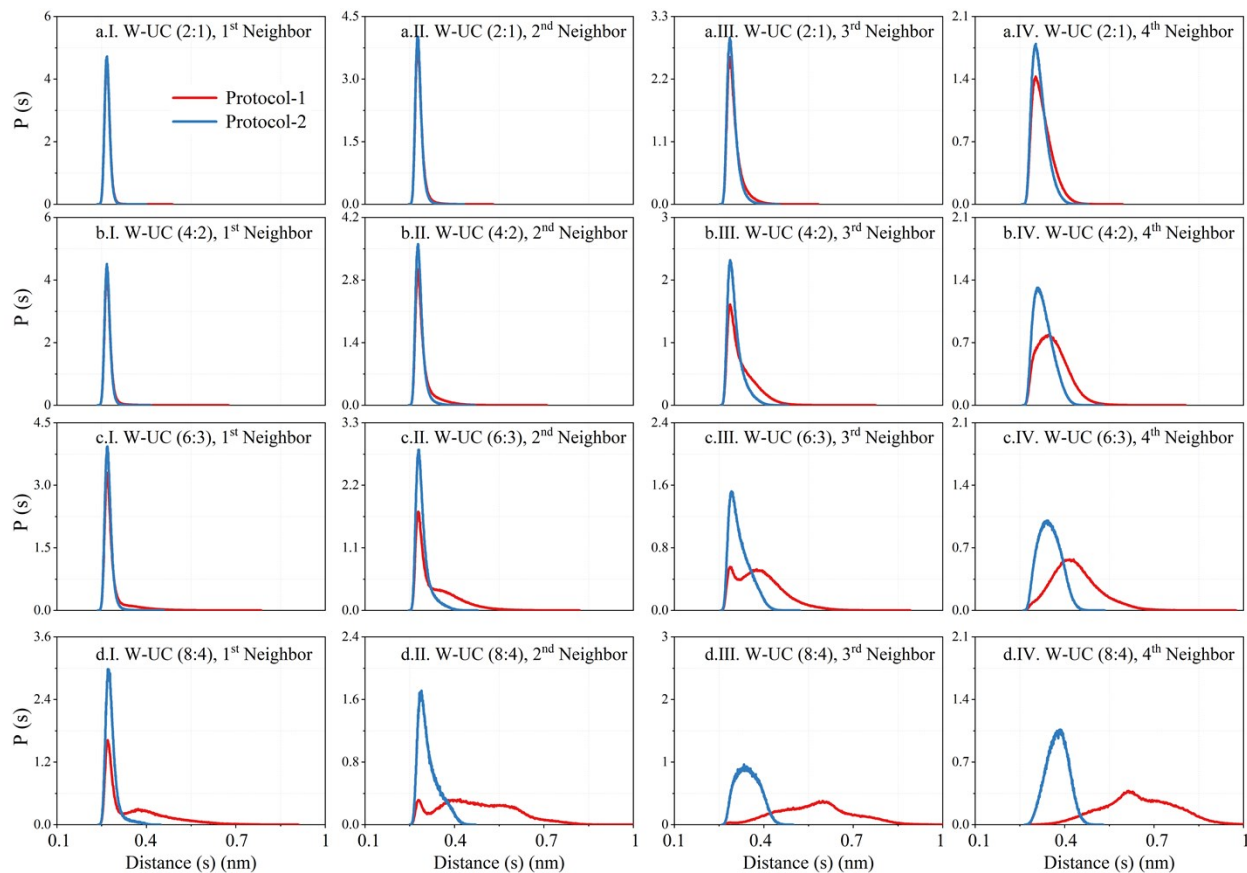 a.I. W-UC (2:1), 1st Neighbor
a.II. W-UC (2:1), 2nd Neighbor
a.III. W-UC (2:1), 3rd Neighbor
a.IV. W-UC (2:1), 4th Neighbor
Protocol-1
Protocol-2
P (s)
6
4
2
0
4.5
3.0
1.5
0.0
3.3
2.2
1.1
0.0
2.1
1.4
0.7
0.0
b.I. W-UC (4:2), 1st Neighbor
b.II. W-UC (4:2), 2nd Neighbor
b.III. W-UC (4:2), 3rd Neighbor
b.IV. W-UC (4:2), 4th Neighbor
P (s)
6
4
2
0
4.2
2.8
1.4
0.0
3
2
1
0
2.1
1.4
0.7
0.0
c.I. W-UC (6:3), 1st Neighbor
c.II. W-UC (6:3), 2nd Neighbor
c.III. W-UC (6:3), 3rd Neighbor
c.IV. W-UC (6:3), 4th Neighbor
P (s)
4.5
3.0
1.5
0.0
3.3
2.2
1.1
0.0
2.4
1.6
0.8
0.0
2.1
1.4
0.7
0.0
d.I. W-UC (8:4), 1st Neighbor
d.II. W-UC (8:4), 2nd Neighbor
d.III. W-UC (8:4), 3rd Neighbor
d.IV. W-UC (8:4), 4th Neighbor
P (s)
3.6
2.4
1.2
0.0
2.4
1.6
0.8
0.0
3
2
1
0
2.1
1.4
0.7
0.0
0.1 0.4 0.7 1
0.1 0.4 0.7 1
0.1 0.4 0.7 1
0.1 0.4 0.7 1
Distance (s) (nm)
Distance (s) (nm)
Distance (s) (nm)
Distance (s) (nm)